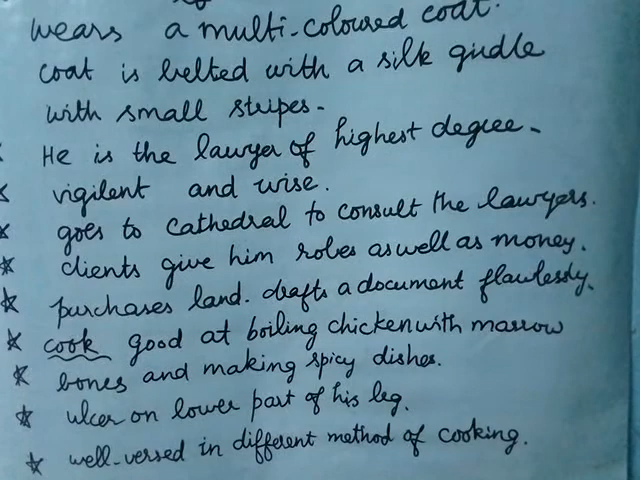 wears a multi-coloured coat.
coat is belted with a silk girdle
with small stripes.
He is the lawyer of highest degree.
vigilent and wise.
goes to cathedral to consult the lawyers.
clients give him robes aswell as money.
purchases land. drafts a document flawlessly.
cook good at boiling chicken with marrow
bones and making spicy dishes.
ulcer on lower part of his leg.
well-versed in different method of cooking.